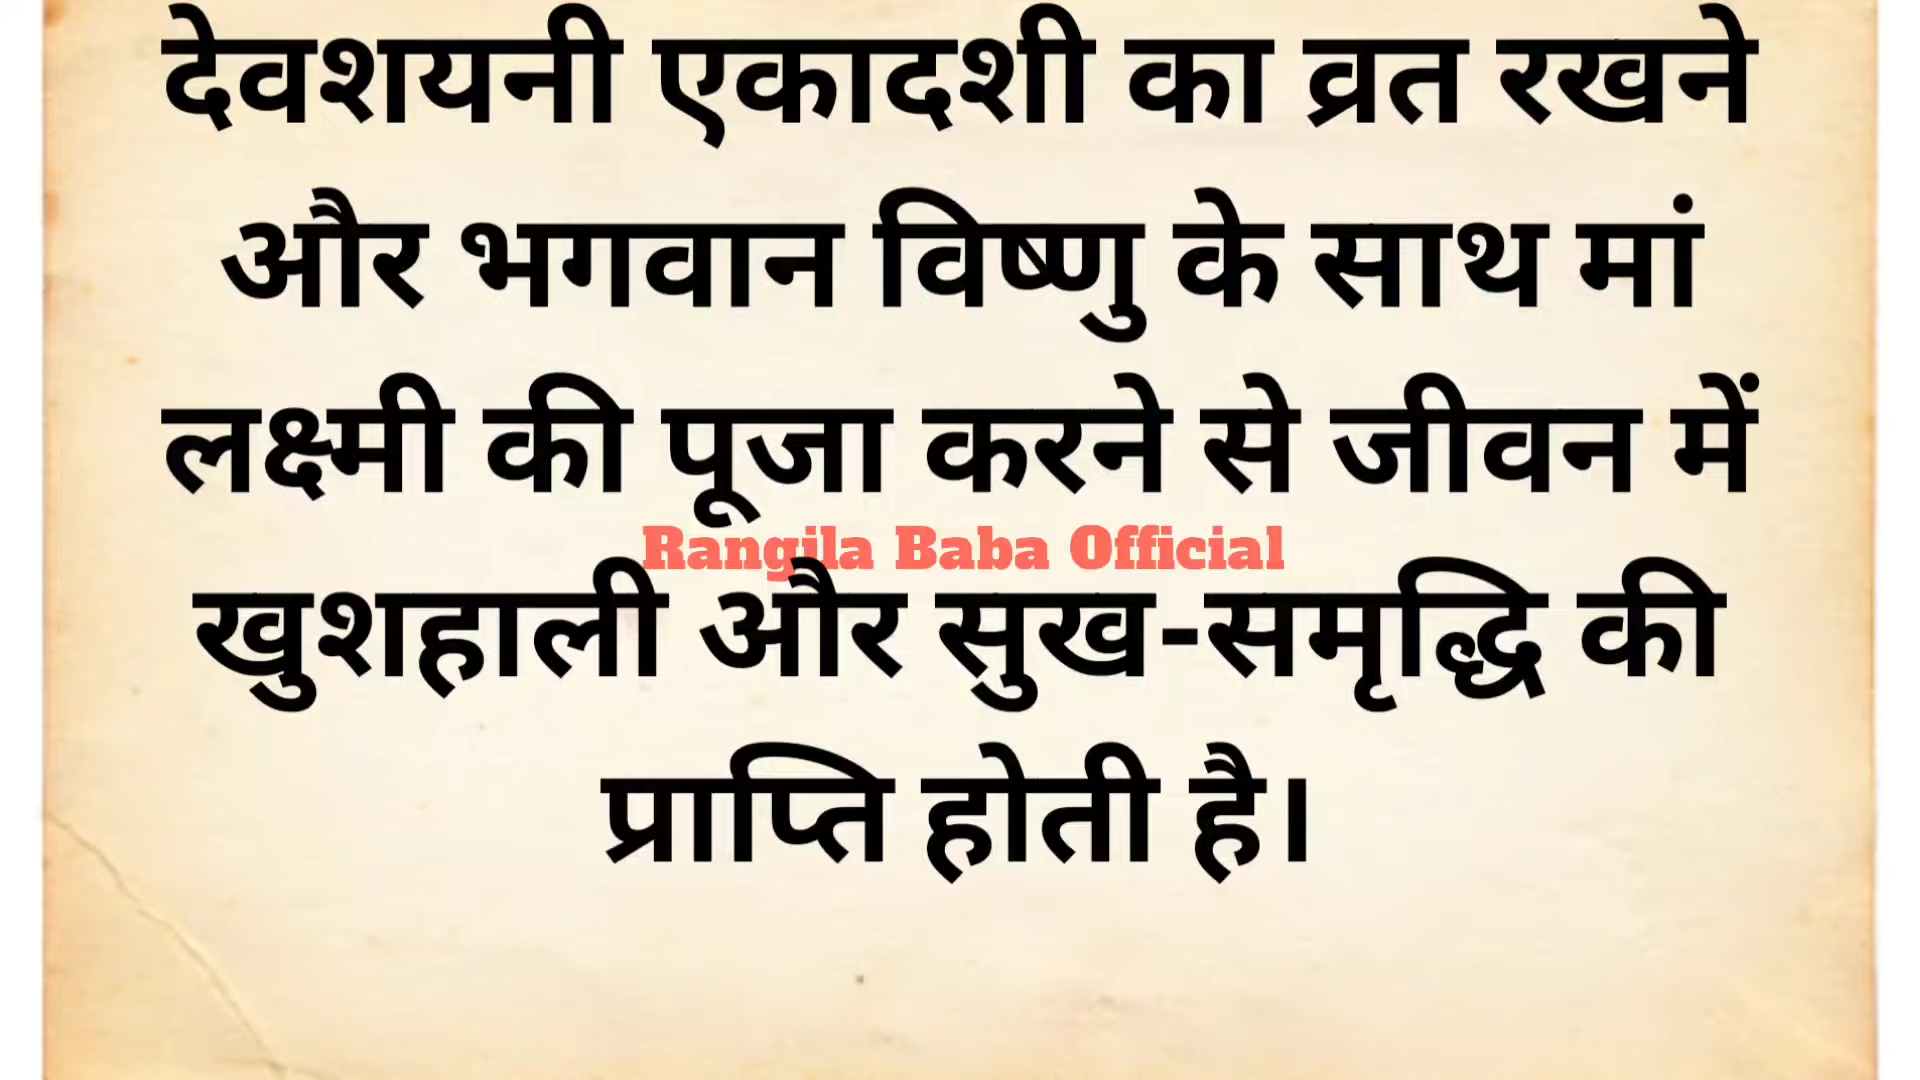 देवशयनी एकादशी का व्रत रखने
और भगवान विष्णु के साथ मां
लक्ष्मी की पूजा करने से जीवन में
Rangila Baba Official
खुशहाली और सुख-समृद्धि की
प्राप्ति होती है।